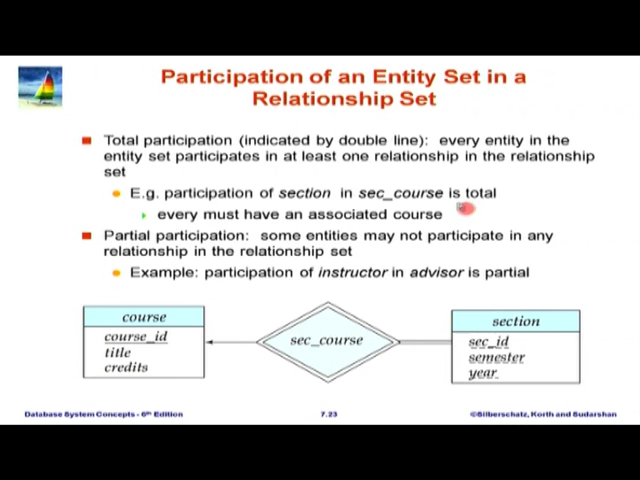 Participation of an Entity Set in a
Relationship Set
Total participation (indicated by double line): every entity in the
entity set participates in at least one relationship in the relationship
set
E.g. participation of section in sec_course is total
every must have an associated course
Partial participation: some entities may not participate in any
relationship in the relationship set
Example: participation of instructor in advisor is partial
course
course_id
title
credits
sec_course
section
sec_id
semester
year
Database System Concepts - 6th Edition
7.23
©Silberschatz, Korth and Sudarshan